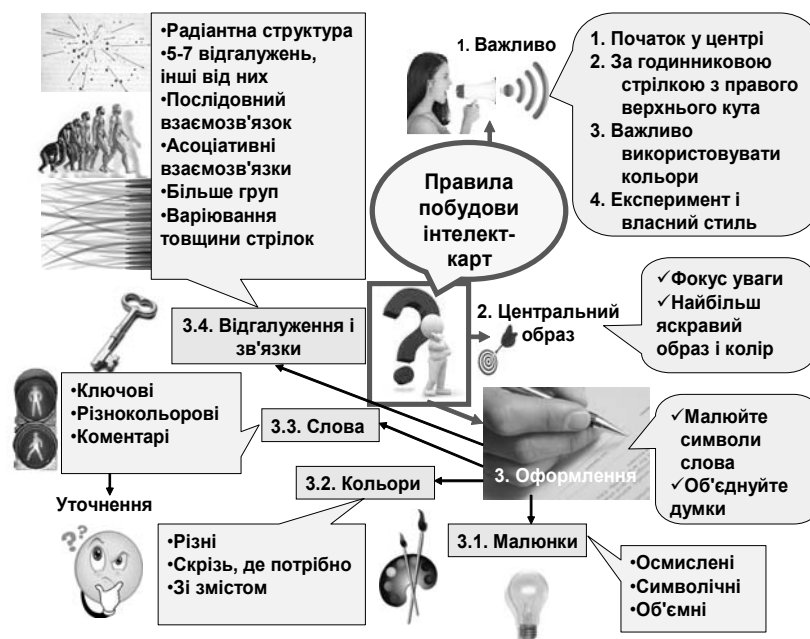 Правила
побудови
інтелект-
карт
1. Важливо
1. Початок у центрі
2. За годинниковою
стрілкою з правого
верхнього кута
3. Важливо
використовувати
кольори
4. Експеримент і
власний стиль
2. Центральний
образ
✓Фокус уваги
✓Найбільш
яскравий
образ і колір
3. Оформлення
✓Малюйте
символи
слова
✓Об'єднуйте
думки
3.1. Малюнки
•Осмислені
•Символічні
•Об'ємні
3.2. Кольори
•Різні
•Скрізь, де потрібно
•Зі змістом
3.3. Слова
•Ключові
•Різнокольорові
•Коментарі
Уточнення
??
3.4. Відгалуження і
зв'язки
•Радіантна структура
•5-7 відгалужень,
інші від них
•Послідовний
взаємозв'язок
•Асоціативні
взаємозв'язки
•Більше груп
•Варіювання
товщини стрілок
?